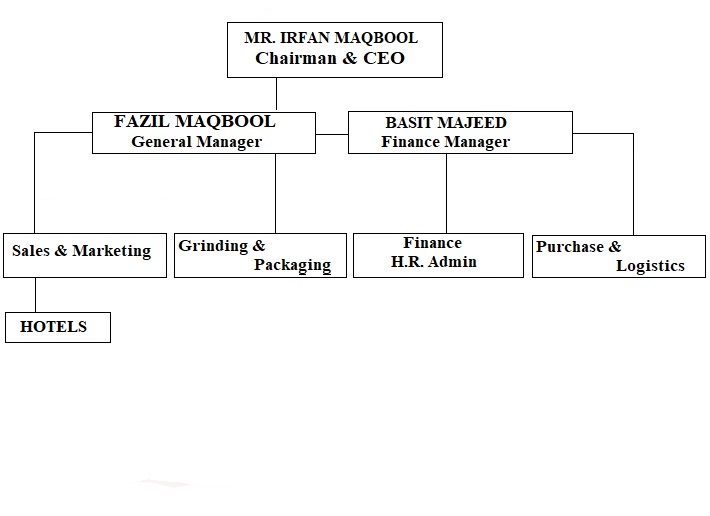 MR. IRFAN MAQBOOL
Chairman & CEO
FAZIL MAQBOOL
General Manager
BASIT MAJEED
Finance Manager
Sales & Marketing
Grinding &
Packaging
Finance
H.R. Admin
Purchase &
Logistics
HOTELS